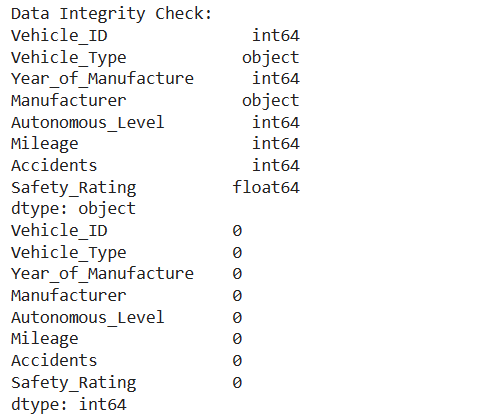 Data Integrity Check:
Vehicle_ID               int64
Vehicle_Type            object
Year_of_Manufacture      int64
Manufacturer            object
Autonomous_Level         int64
Mileage                  int64
Accidents                int64
Safety_Rating          float64
dtype: object
Vehicle_ID             0
Vehicle_Type           0
Year_of_Manufacture    0
Manufacturer           0
Autonomous_Level       0
Mileage                0
Accidents              0
Safety_Rating          0
dtype: int64